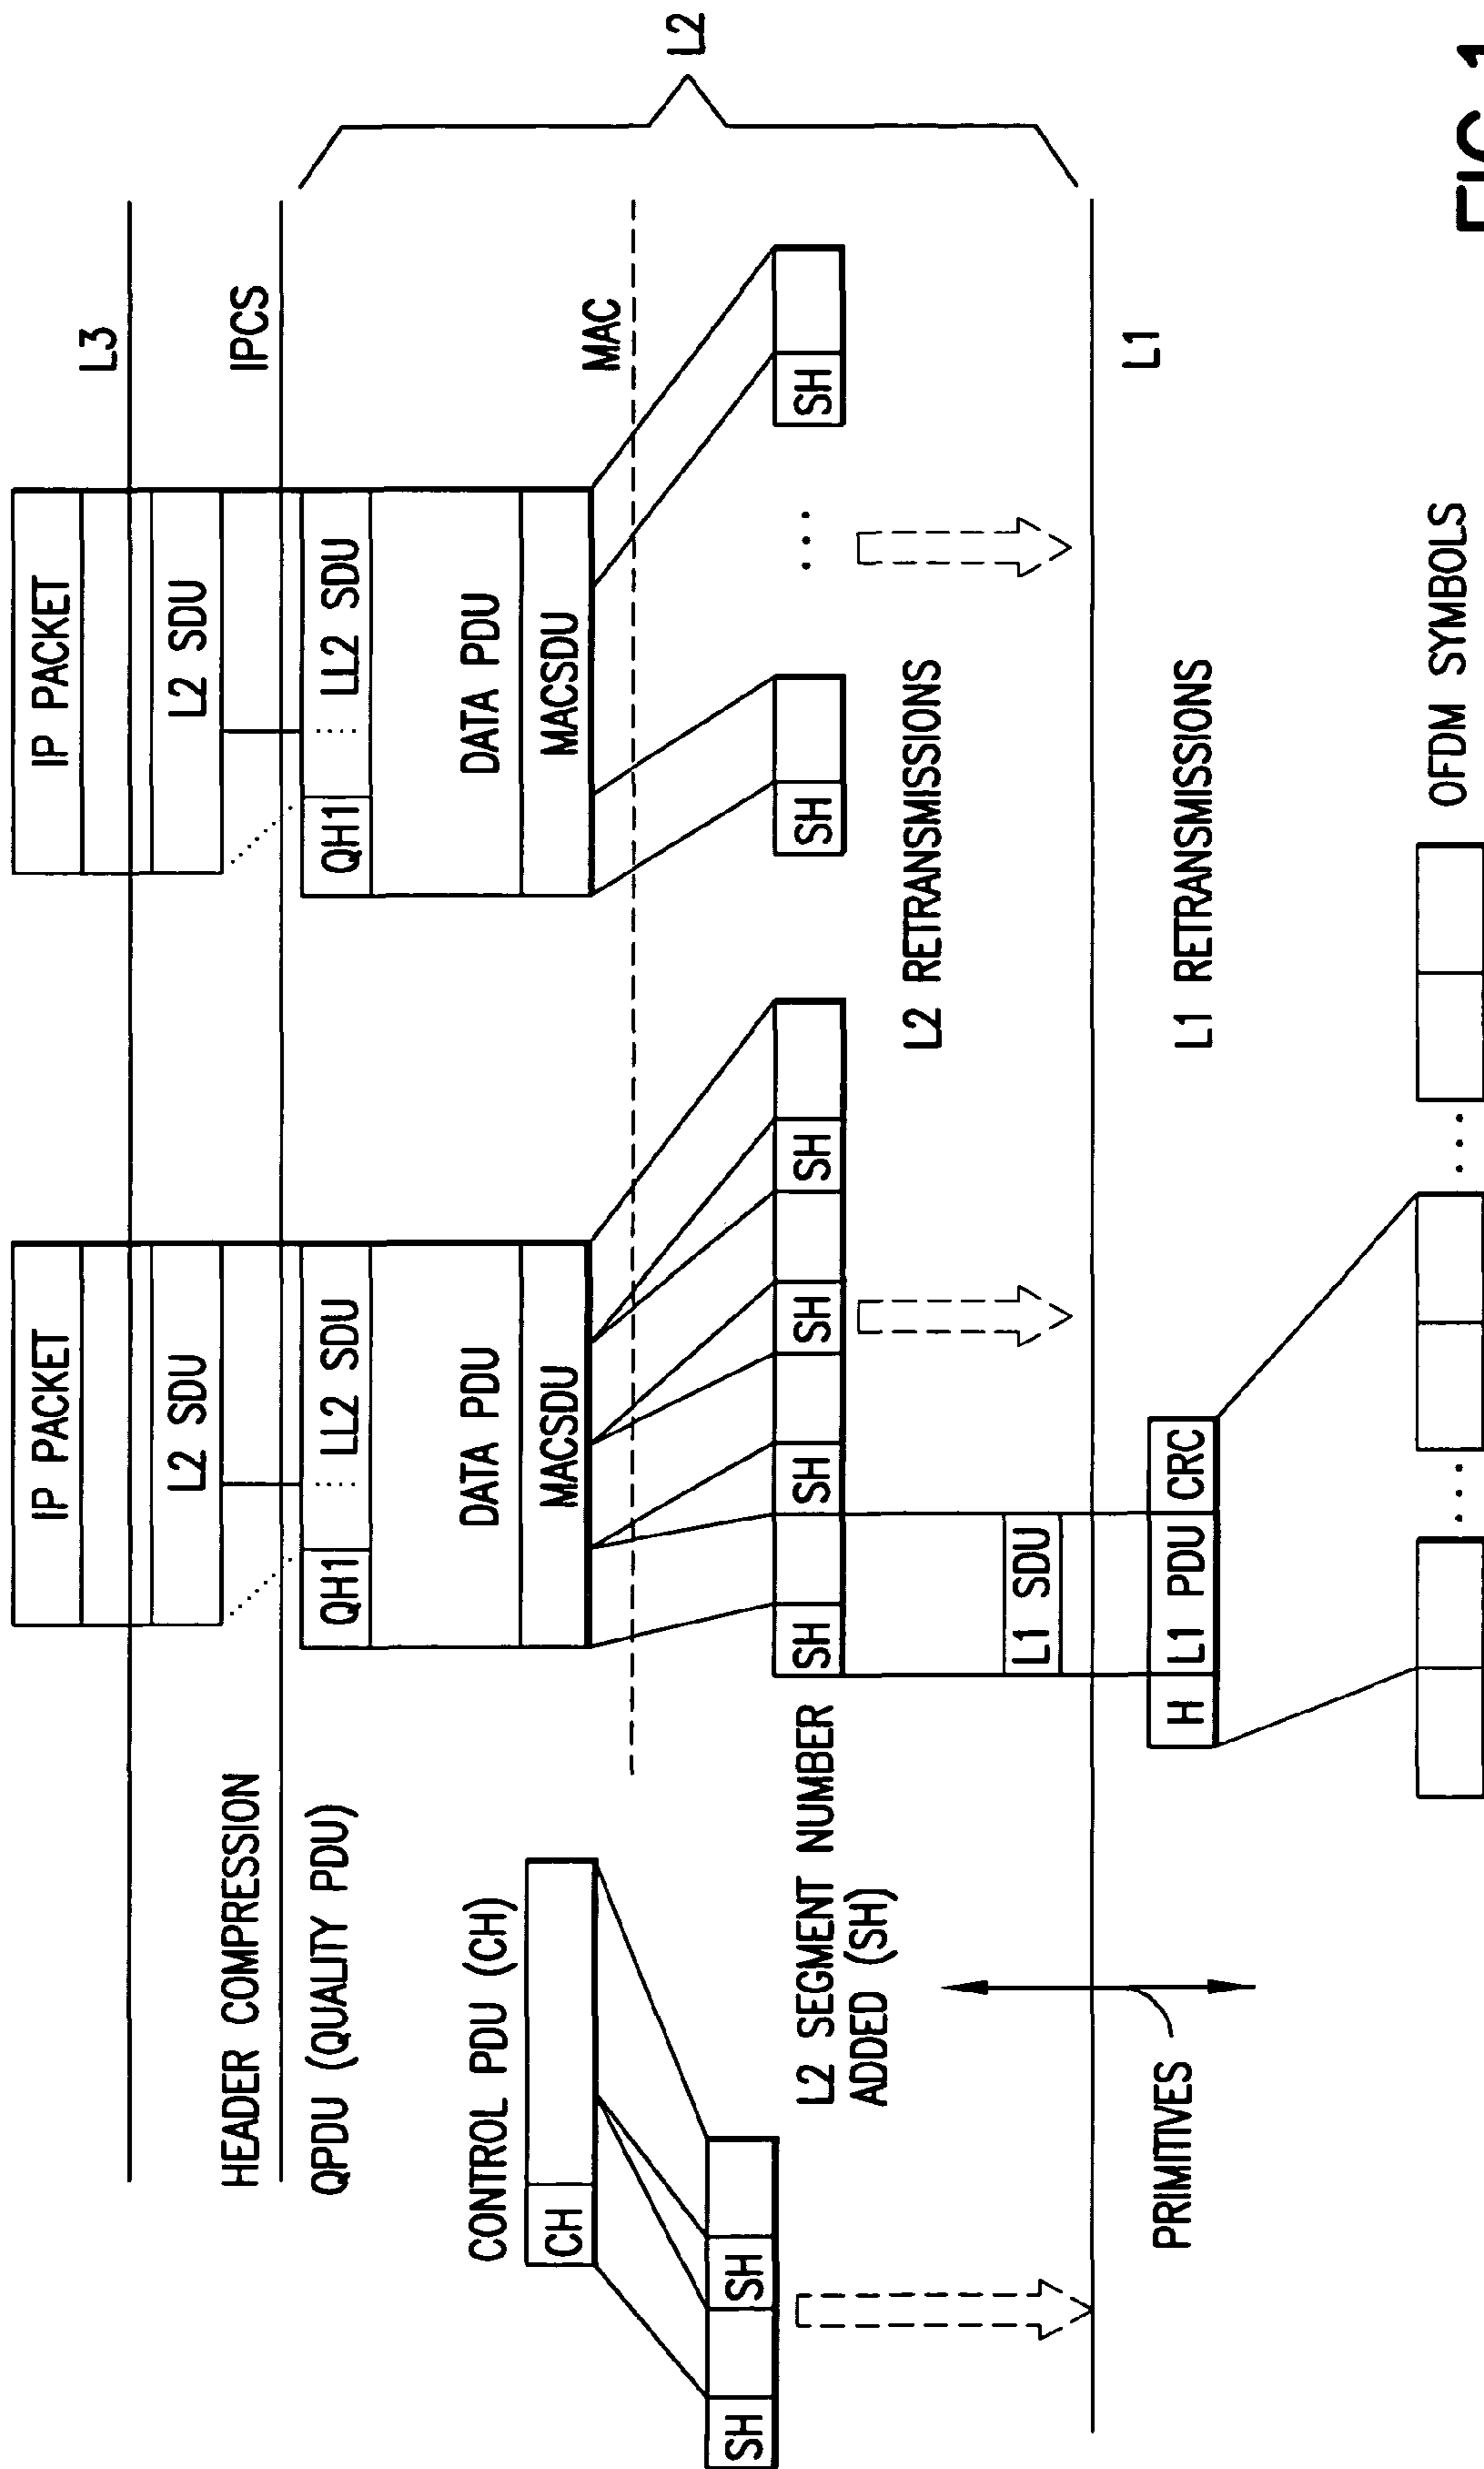 IP PACKET
IP PACKET
L3
L2 SDU
L2 SDU
HEADER COMPRESSION
IPCS
QPDU (QUALITY PDU)
QH1 LL2 SDU
QH1 LL2 SDU
CONTROL PDU (CH)
DATA PDU
DATA PDU
CH
MACSDU
MACSDU
MAC
L2
SH SH
L2 SEGMENT NUMBER
ADDED (SH)
SH SH SH SH
SH ... SH
L2 RETRANSMISSIONS
L1 SDU
L1
PRIMITIVES
H L1 PDU CRC
L1 RETRANSMISSIONS
OFDM SYMBOLS